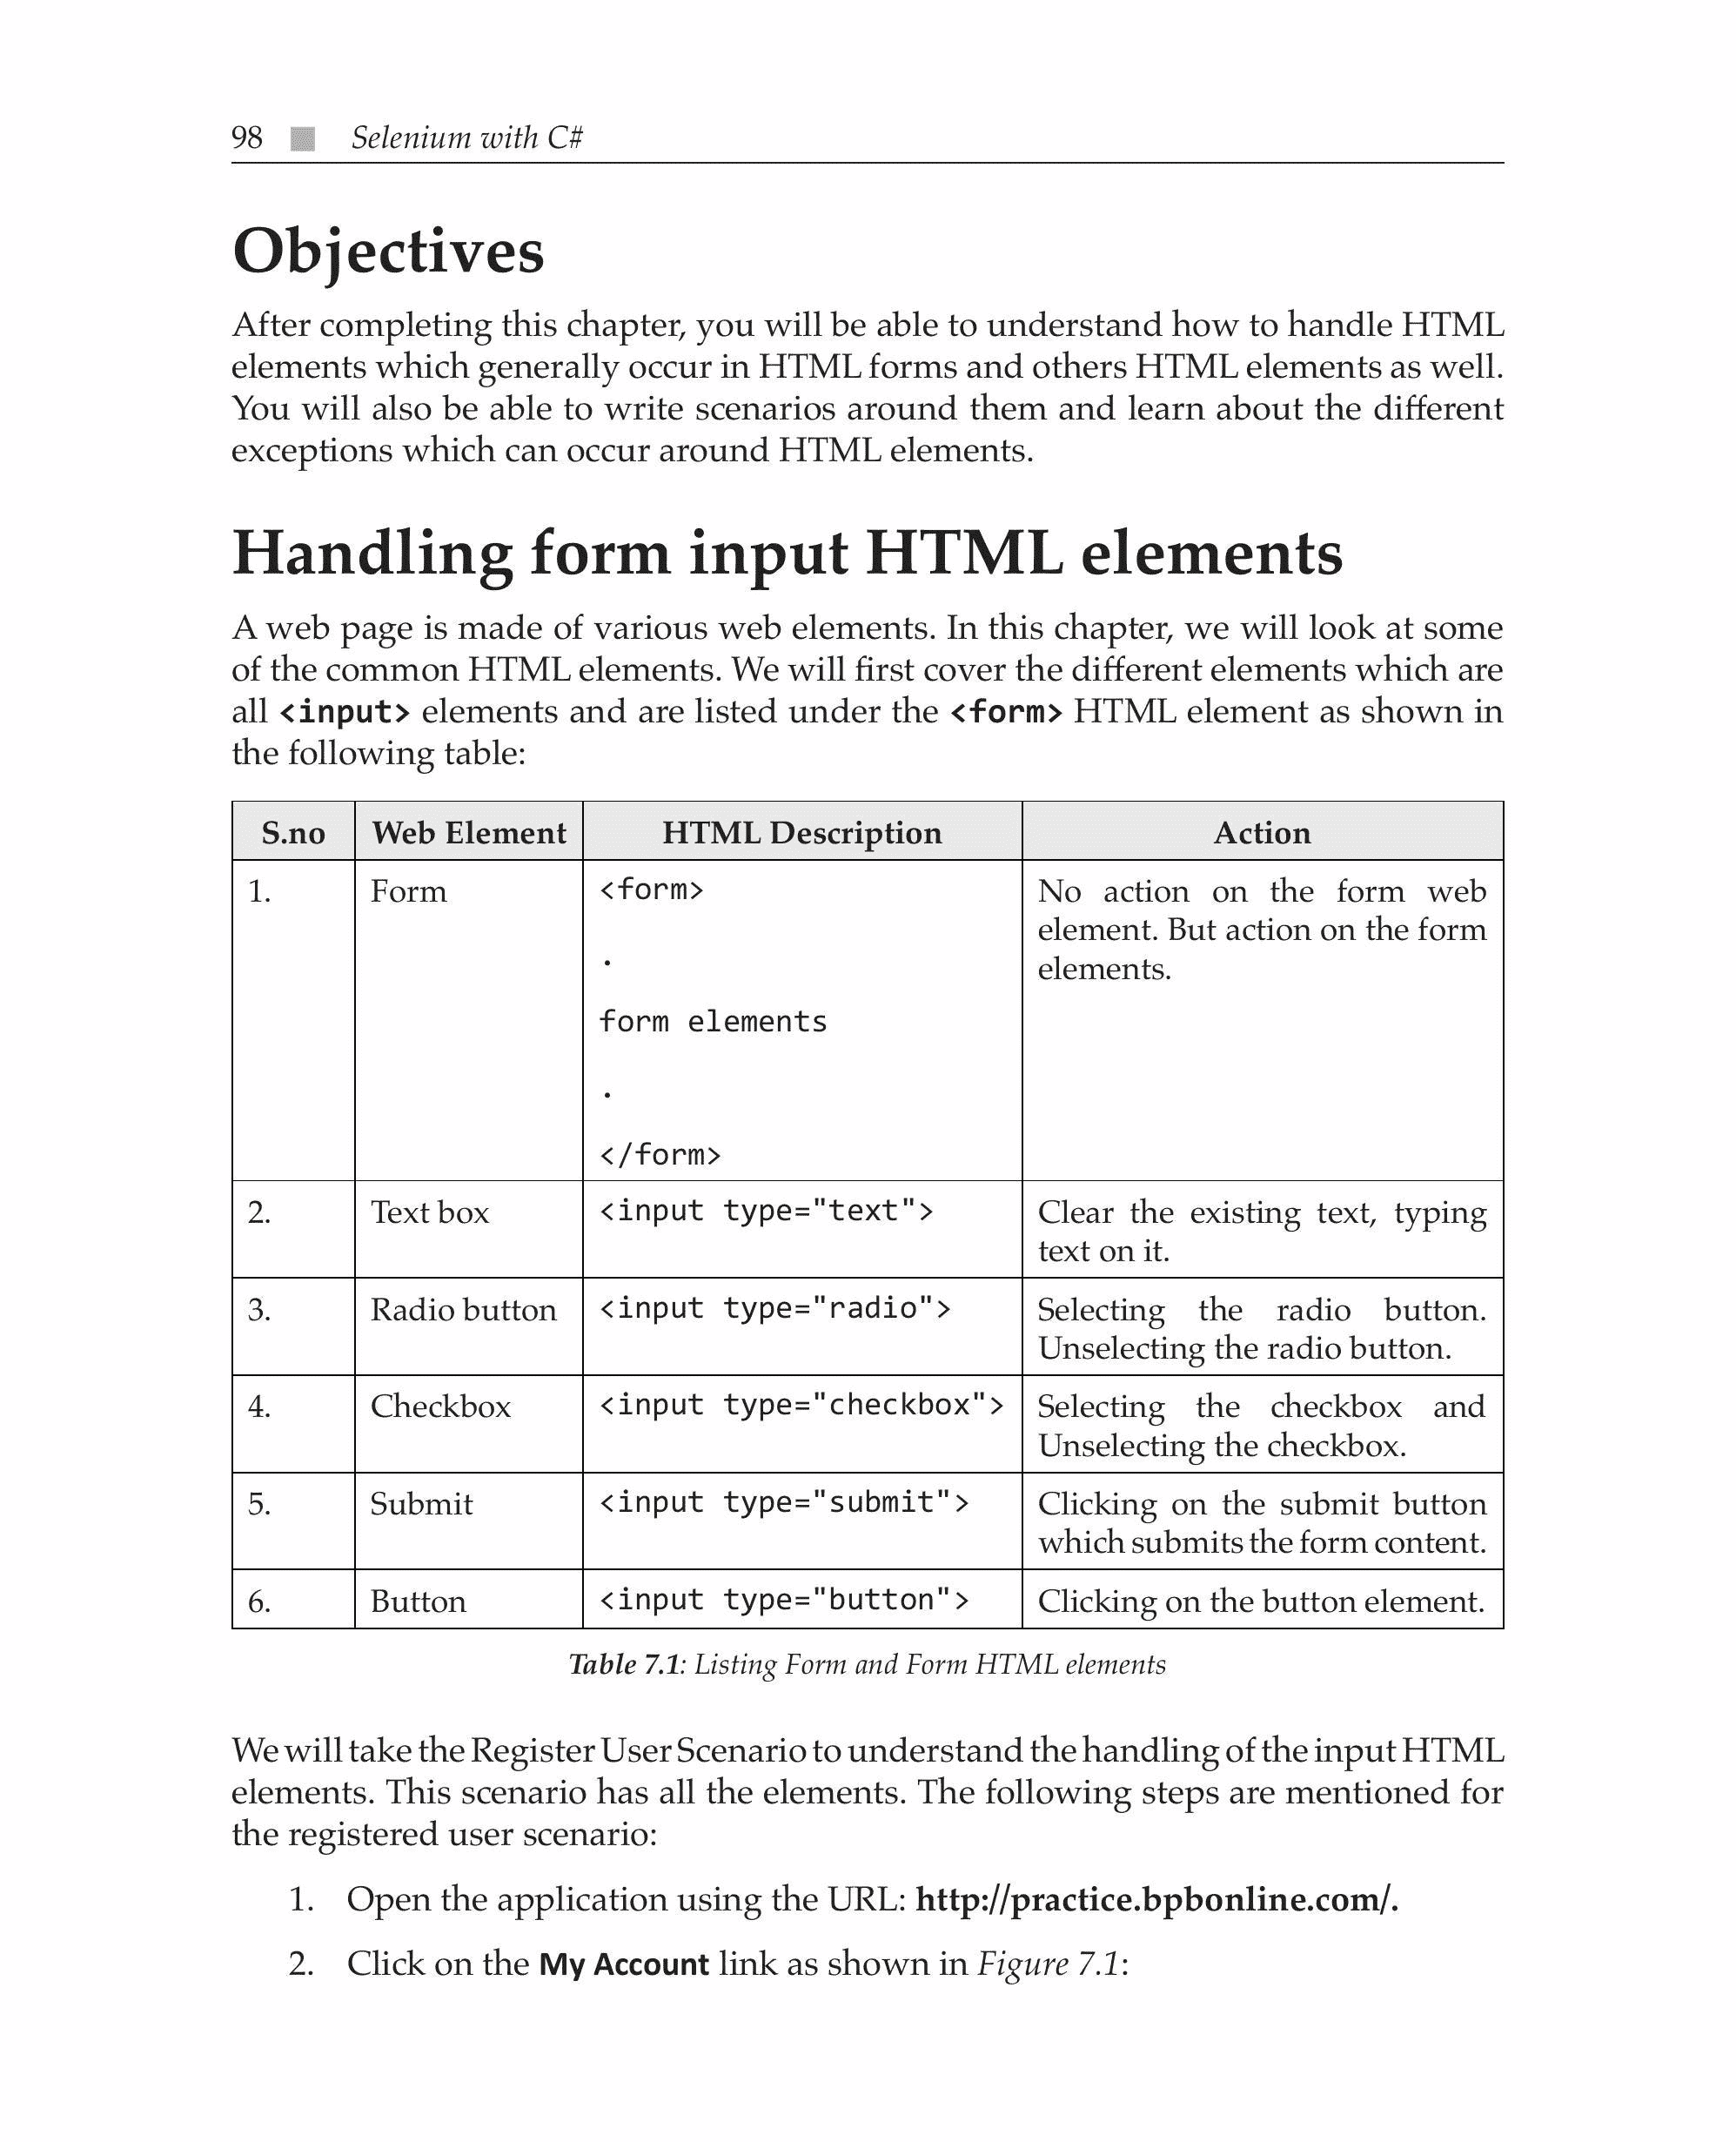 98 Selenium with C#
Objectives
After completing this chapter, you will be able to understand how to handle HTML
elements which generally occur in HTML forms and others HTML elements as well.
You will also be able to write scenarios around them and learn about the different
exceptions which can occur around HTML elements.
Handling form input HTML elements
A web page is made of various web elements. In this chapter, we will look at some
of the common HTML elements. We will first cover the different elements which are
all <input> elements and are listed under the <form> HTML element as shown in
the following table:
S.no Web Element HTML Description Action
1. Form <form> No action on the form web
element. But action on the form
.
elements.
form elements
.
</form>
2. Text box <input type="text"> Clear the existing text, typing
text on it.
3. Radio button <input type="radio"> Selecting the radio button.
Unselecting the radio button.
4. Checkbox <input type="checkbox"> Selecting the checkbox and
Unselecting the checkbox.
5. Submit <input type="submit"> Clicking on the submit button
which submits the form content.
6. Button <input type="button"> Clicking on the button element.
Table 7.1: Listing Form and Form HTML elements
We will take the Register User Scenario to understand the handling of the input HTML
elements. This scenario has all the elements. The following steps are mentioned for
the registered user scenario:
1. Open the application using the URL: http://practice.bpbonline.com/.
2. Click on the My Account link as shown in Figure 7.1: